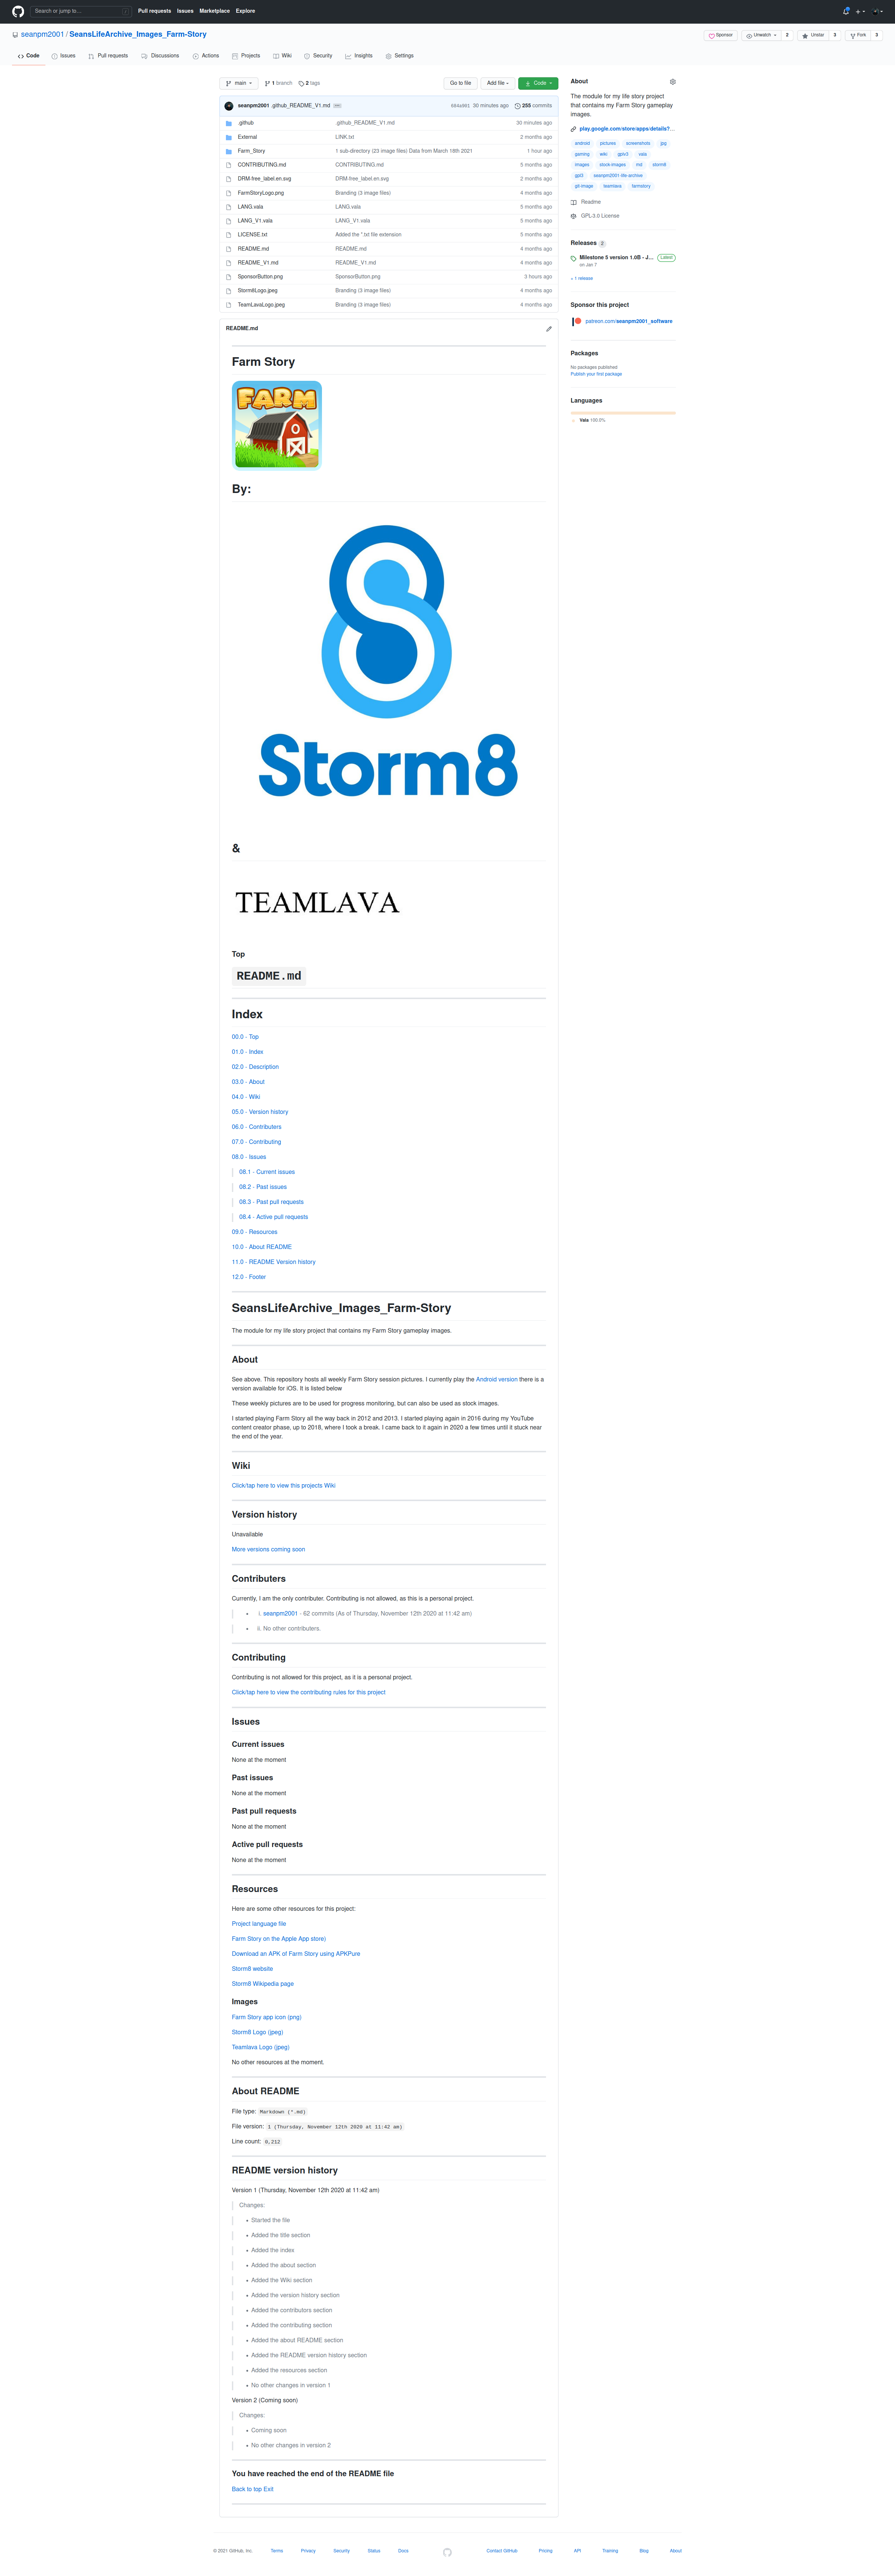 Search or jump to... /
Pull requests Issues Marketplace Explore
seanpm2001 / SeansLifeArchive_Images_Farm-Story
Sponsor Unwatch 2 Unstar 3 Fork 3
Code Issues Pull requests Discussions Actions Projects Wiki Security Insights Settings
main 1 branch 2 tags Go to file Add file Code
seanpm2001 .github_README_V1.md 30 minutes ago 255 commits
.github .github_README_V1.md 30 minutes ago
External LINK.txt 2 months ago
Farm_Story 1 sub-directory (23 image files) Data from March 18th 2021 1 hour ago
CONTRIBUTING.md CONTRIBUTING.md 5 months ago
DRM-free_label.en.svg DRM-free_label.en.svg 2 months ago
FarmStoryLogo.png Branding (3 image files) 4 months ago
LANG.vala LANG.vala 5 months ago
LANG_V1.vala LANG_V1.vala 5 months ago
LICENSE.txt Added the *.txt file extension 5 months ago
README.md README.md 4 months ago
README_V1.md README_V1.md 4 months ago
SponsorButton.png SponsorButton.png 3 hours ago
Storm8Logo.jpeg Branding (3 image files) 4 months ago
TeamLavaLogo.jpeg Branding (3 image files) 4 months ago
About
The module for my life story project
that contains my Farm Story gameplay
images.
play.google.com/store/apps/details?...
android pictures screenshots jpg
gaming wiki gplv3 vala
images stock-images md storm8
gpl3 seanpm2001-life-archive
git-image teamlava farmstory
Readme
GPL-3.0 License
Releases 2
Milestone 5 version 1.0B - J... Latest
on Jan 7
+ 1 release
Sponsor this project
patreon.com/seanpm2001_software
Packages
No packages published
Publish your first package
Languages
Vala 100.0%
README.md
Farm Story
FARM
By:
Storm8
&
TEAMLAVA
Top
README.md
Index
00.0 - Top
01.0 - Index
02.0 - Description
03.0 - About
04.0 - Wiki
05.0 - Version history
06.0 - Contributers
07.0 - Contributing
08.0 - Issues
08.1 - Current issues
08.2 - Past issues
08.3 - Past pull requests
08.4 - Active pull requests
09.0 - Resources
10.0 - About README
11.0 - README Version history
12.0 - Footer
SeansLifeArchive_Images_Farm-Story
The module for my life story project that contains my Farm Story gameplay images.
About
See above. This repository hosts all weekly Farm Story session pictures. I currently play the Android version there is a
version available for iOS. It is listed below
These weekly pictures are to be used for progress monitoring, but can also be used as stock images.
I started playing Farm Story all the way back in 2012 and 2013. I started playing again in 2016 during my YouTube
content creator phase, up to 2018, where I took a break. I came back to it again in 2020 a few times until it stuck near
the end of the year.
Wiki
Click/tap here to view this projects Wiki
Version history
Unavailable
More versions coming soon
Contributers
Currently, I am the only contributer. Contributing is not allowed, as this is a personal project.
• i. seanpm2001 - 62 commits (As of Thursday, November 12th 2020 at 11:42 am)
• ii. No other contributers.
Contributing
Contributing is not allowed for this project, as it is a personal project.
Click/tap here to view the contributing rules for this project
Issues
Current issues
None at the moment
Past issues
None at the moment
Past pull requests
None at the moment
Active pull requests
None at the moment
Resources
Here are some other resources for this project:
Project language file
Farm Story on the Apple App store)
Download an APK of Farm Story using APKPure
Storm8 website
Storm8 Wikipedia page
Images
Farm Story app icon (png)
Storm8 Logo (jpeg)
Teamlava Logo (jpeg)
No other resources at the moment.
About README
File type: Markdown (*.md)
File version: 1 (Thursday, November 12th 2020 at 11:42 am)
Line count: 0,212
README version history
Version 1 (Thursday, November 12th 2020 at 11:42 am)
Changes:
• Started the file
• Added the title section
• Added the index
• Added the about section
• Added the Wiki section
• Added the version history section
• Added the contributors section
• Added the contributing section
• Added the about README section
• Added the README version history section
• Added the resources section
• No other changes in version 1
Version 2 (Coming soon)
Changes:
• Coming soon
• No other changes in version 2
You have reached the end of the README file
Back to top Exit
© 2021 GitHub, Inc. Terms Privacy Security Status Docs Contact GitHub Pricing API Training Blog About